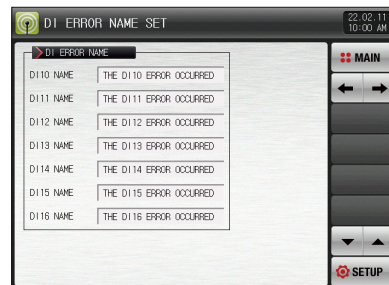 DI ERROR NAME SET
22.02.11
10:00 AM
DI ERROR NAME
DI10 NAME THE DI10 ERROR OCCURRED
DI11 NAME THE DI11 ERROR OCCURRED
DI12 NAME THE DI12 ERROR OCCURRED
DI13 NAME THE DI13 ERROR OCCURRED
DI14 NAME THE DI14 ERROR OCCURRED
DI15 NAME THE DI15 ERROR OCCURRED
DI16 NAME THE DI16 ERROR OCCURRED
MAIN
SETUP